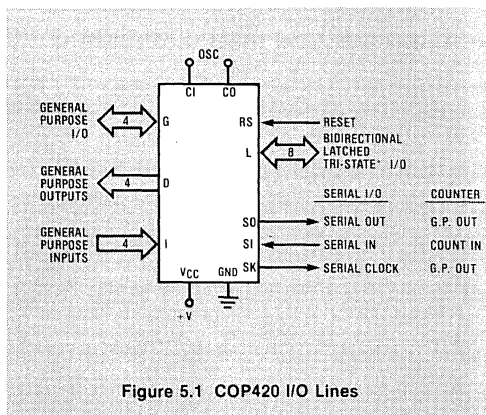 OSC
CI CO
GENERAL
PURPOSE
I/O
4
G
RS
RESET
L
8
BIDIRECTIONAL
LATCHED
TRI-STATE* I/O
GENERAL
PURPOSE
OUTPUTS
4
D
SERIAL I/O COUNTER
SO
SERIAL OUT G.P. OUT
GENERAL
PURPOSE
INPUTS
4
I
SI
SERIAL IN COUNT IN
SK
SERIAL CLOCK G.P. OUT
VCC GND
+V
Figure 5.1 COP420 I/O Lines